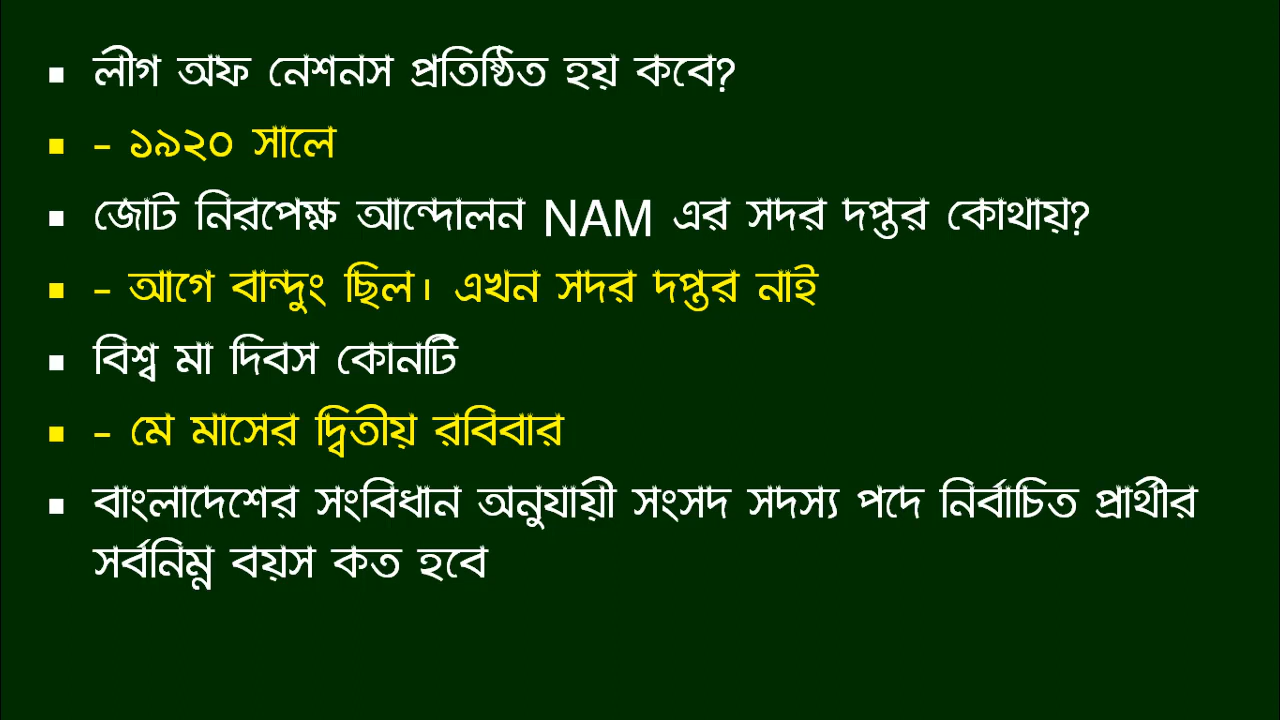 ▪ লীগ অফ নেশনস প্রতিষ্ঠিত হয় কবে?
▪ – ১৯২০ সালে
▪ জোট নিরপেক্ষ আন্দোলন NAM এর সদর দপ্তর কোথায়?
▪ – আগে বান্দুং ছিল। এখন সদর দপ্তর নাই
▪ বিশ্ব মা দিবস কোনটি
▪ – মে মাসের দ্বিতীয় রবিবার
▪ বাংলাদেশের সংবিধান অনুযায়ী সংসদ সদস্য পদে নির্বাচিত প্রার্থীর
সর্বনিম্ন বয়স কত হবে